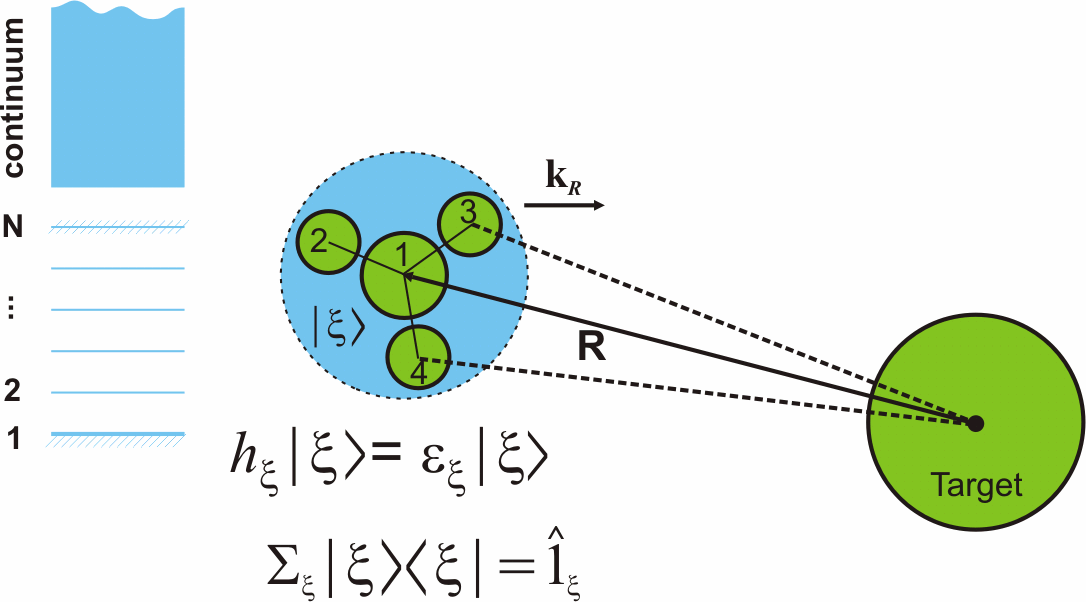 continuum
N
...
2
1
k_R
3
2
1
|ξ⟩
4
R
Target
h_ξ|ξ⟩= ε_ξ|ξ⟩
Σ_ξ|ξ⟩⟨ξ| = 1̂_ξ